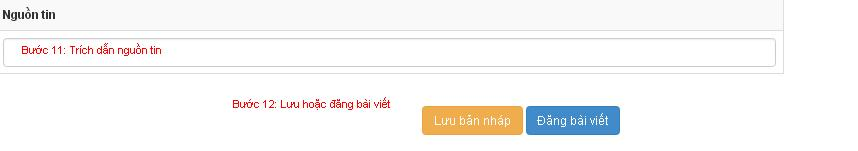 Nguồn tin
Bước 11: Trích dẫn nguồn tin
Bước 12: Lưu hoặc đăng bài viết
Lưu bản nháp
Đăng bài viết